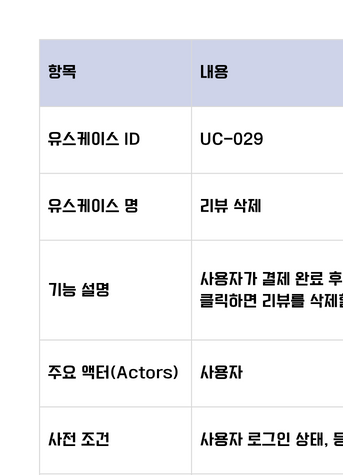 항목 내용
유스케이스 ID UC-029
유스케이스 명 리뷰 삭제
기능 설명 사용자가 결제 완료 후
클릭하면 리뷰를 삭제할
주요 액터(Actors) 사용자
사전 조건 사용자 로그인 상태,